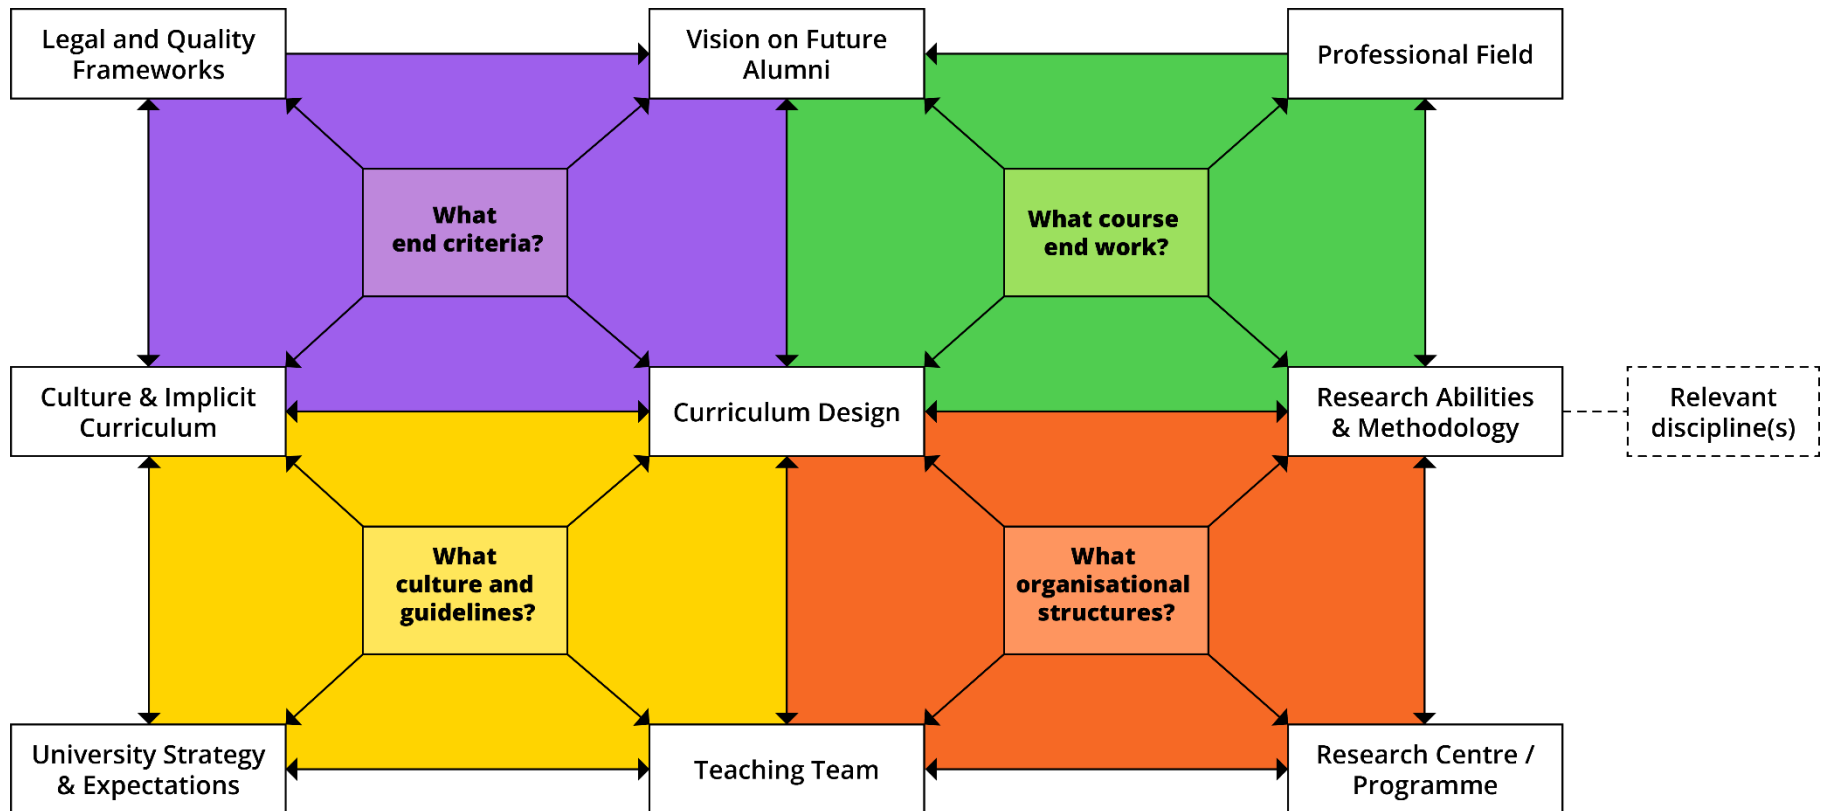 Legal and Quality
Frameworks
Vision on Future
Alumni
Professional Field
What
end criteria?
What course
end work?
Culture & Implicit
Curriculum
Curriculum Design
Research Abilities
& Methodology
Relevant
discipline(s)
What
culture and
guidelines?
What
organisational
structures?
University Strategy
& Expectations
Teaching Team
Research Centre /
Programme